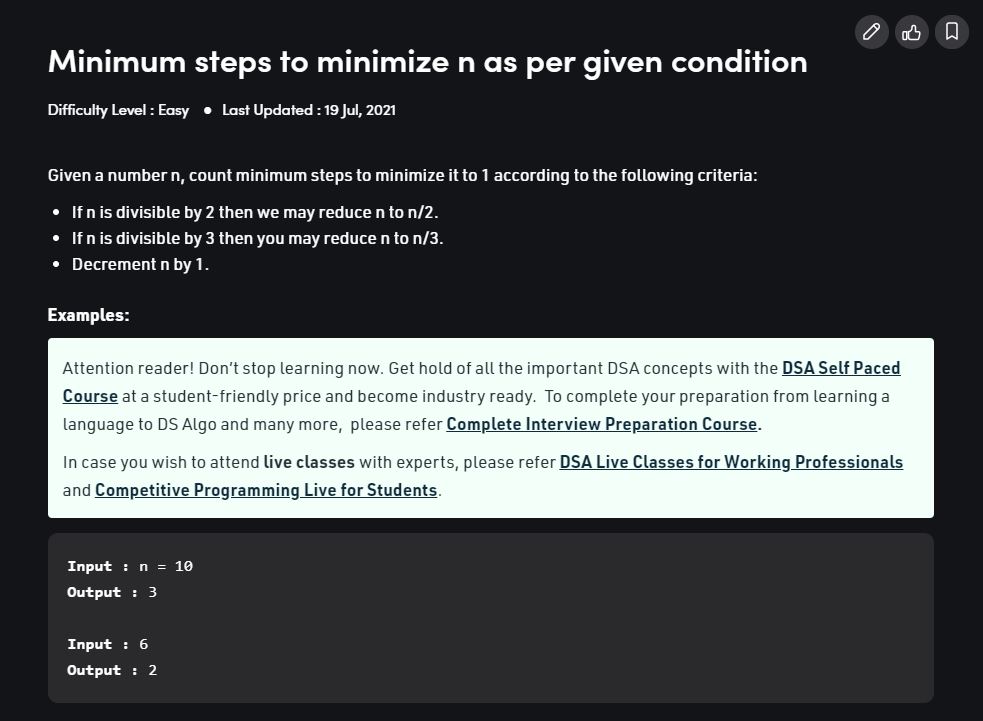 Minimum steps to minimize n as per given condition
Difficulty Level : Easy ● Last Updated : 19 Jul, 2021
Given a number n, count minimum steps to minimize it to 1 according to the following criteria:
• If n is divisible by 2 then we may reduce n to n/2.
• If n is divisible by 3 then you may reduce n to n/3.
• Decrement n by 1.
Examples:
Attention reader! Don’t stop learning now. Get hold of all the important DSA concepts with the DSA Self Paced
Course at a student-friendly price and become industry ready. To complete your preparation from learning a
language to DS Algo and many more, please refer Complete Interview Preparation Course.
In case you wish to attend live classes with experts, please refer DSA Live Classes for Working Professionals
and Competitive Programming Live for Students.
Input : n = 10
Output : 3
Input : 6
Output : 2